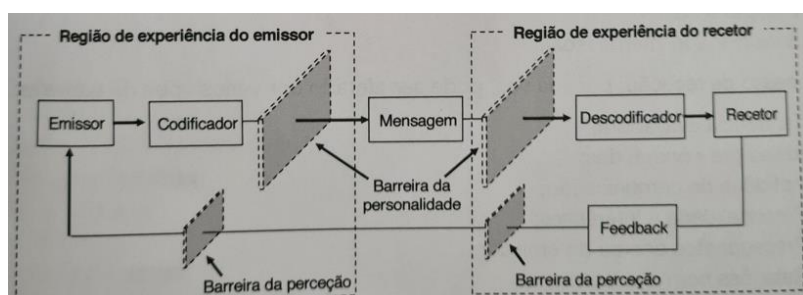 Região de experiência do emissor
Região de experiência do recetor
Emissor
Codificador
Mensagem
Descodificador
Recetor
Barreira da
personalidade
Feedback
Barreira da perceção
Barreira da perceção